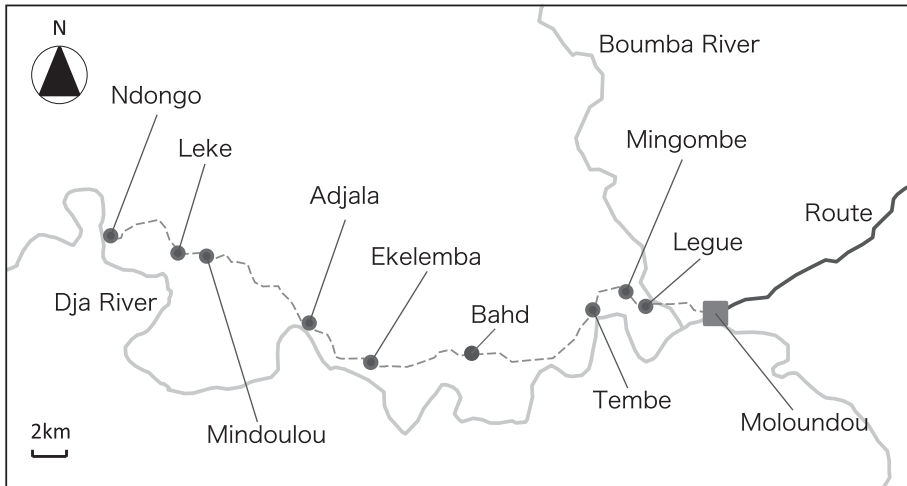 N
Boumba River
Ndongo
Mingombe
Leke
Adjala
Route
Ekelemba
Legue
Dja River
Bahd
Tembe
Mindoulou
Moloundou
2km